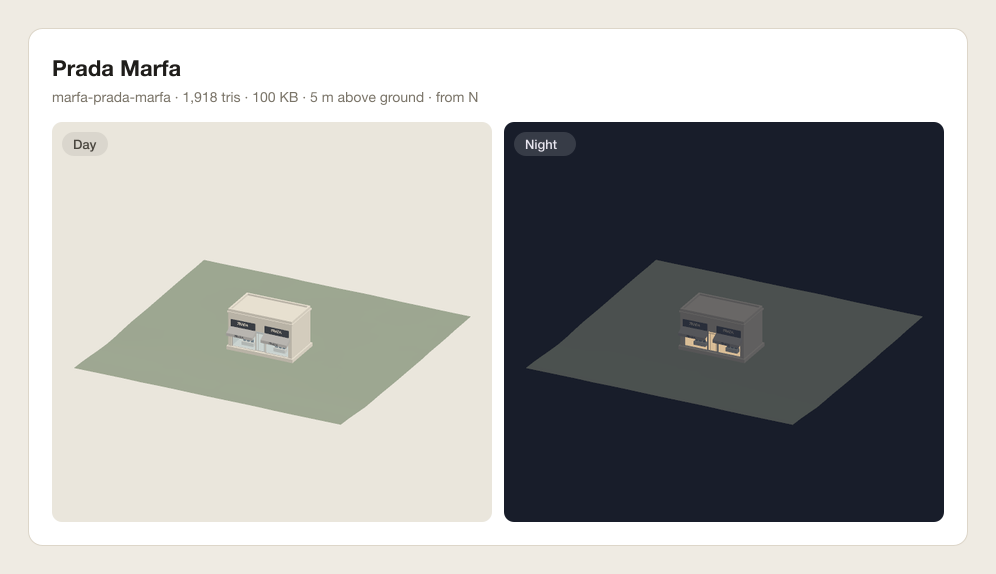 Prada Marfa
marfa-prada-marfa · 1,918 tris · 100 KB · 5 m above ground · from N
Day
Night